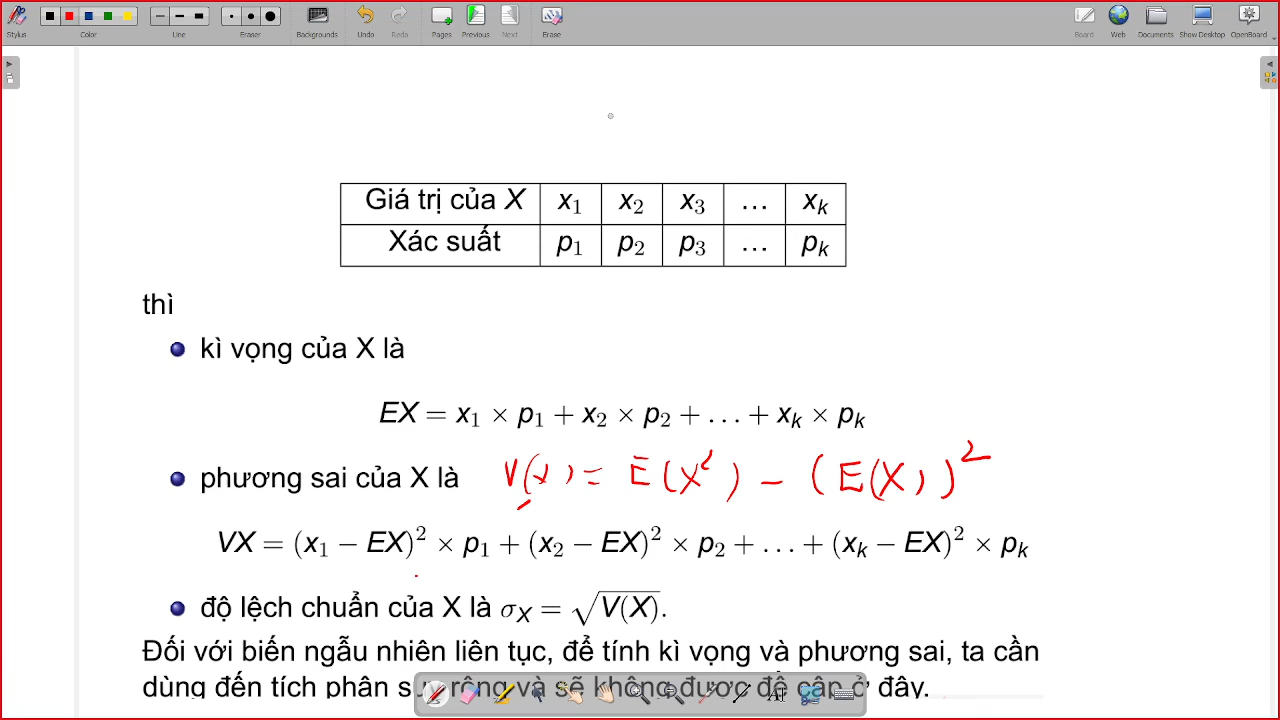 Stylus Color Line Eraser Backgrounds Undo Redo Pages Previous Next Erase Board Web Documents Show Desktop OpenBoard
Giá trị của X x₁ x₂ x₃ … xₖ
Xác suất p₁ p₂ p₃ … pₖ
thì
kì vọng của X là
EX = x₁ × p₁ + x₂ × p₂ + … + xₖ × pₖ
phương sai của X là V(X) = E(X²) − (E(X))²
VX = (x₁ − EX)² × p₁ + (x₂ − EX)² × p₂ + … + (xₖ − EX)² × pₖ
độ lệch chuẩn của X là σ_X = √V(X).
Đối với biến ngẫu nhiên liên tục, để tính kì vọng và phương sai, ta cần
dùng đến tích phân suy rộng và sẽ không được đề cập ở đây.